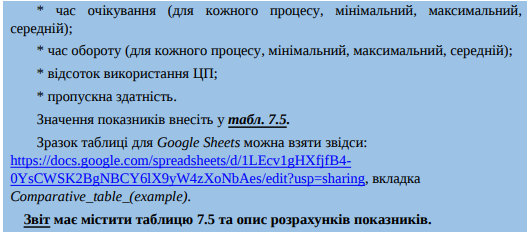 * час очікування (для кожного процесу, мінімальний, максимальний,
середній);
* час обороту (для кожного процесу, мінімальний, максимальний, середній);
* відсоток використання ЦП;
* пропускна здатність.
Значення показників внесіть у табл. 7.5.
Зразок таблиці для Google Sheets можна взяти звідси:
https://docs.google.com/spreadsheets/d/1LEcv1gHXfjfB4-
0YsCWSK2BgNBCY6lX9yW4zXoNbAes/edit?usp=sharing, вкладка
Comparative_table_(example).
Звіт має містити таблицю 7.5 та опис розрахунків показників.